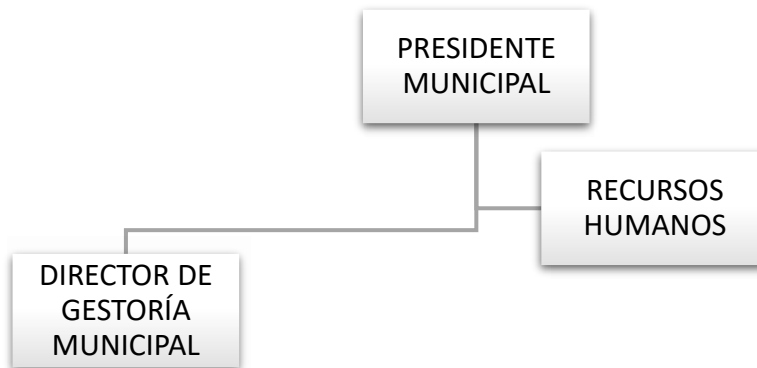 PRESIDENTE
MUNICIPAL
RECURSOS
HUMANOS
DIRECTOR DE
GESTORÍA
MUNICIPAL